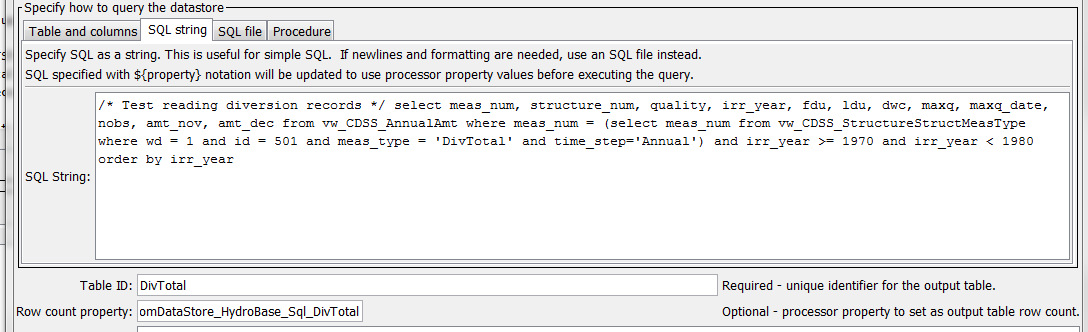 Specify how to query the datastore
Table and columns SQL string SQL file Procedure
Specify SQL as a string. This is useful for simple SQL. If newlines and formatting are needed, use an SQL file instead.
SQL specified with ${property} notation will be updated to use processor property values before executing the query.
/* Test reading diversion records */ select meas_num, structure_num, quality, irr_year, fdu, ldu, dwc, maxq, maxq_date,
nobs, amt_nov, amt_dec from vw_CDSS_AnnualAmt where meas_num = (select meas_num from vw_CDSS_StructureStructMeasType
where wd = 1 and id = 501 and meas_type = 'DivTotal' and time_step='Annual') and irr_year >= 1970 and irr_year < 1980
order by irr_year
SQL String:
Table ID: DivTotal Required - unique identifier for the output table.
Row count property: omDataStore_HydroBase_Sql_DivTotal Optional - processor property to set as output table row count.